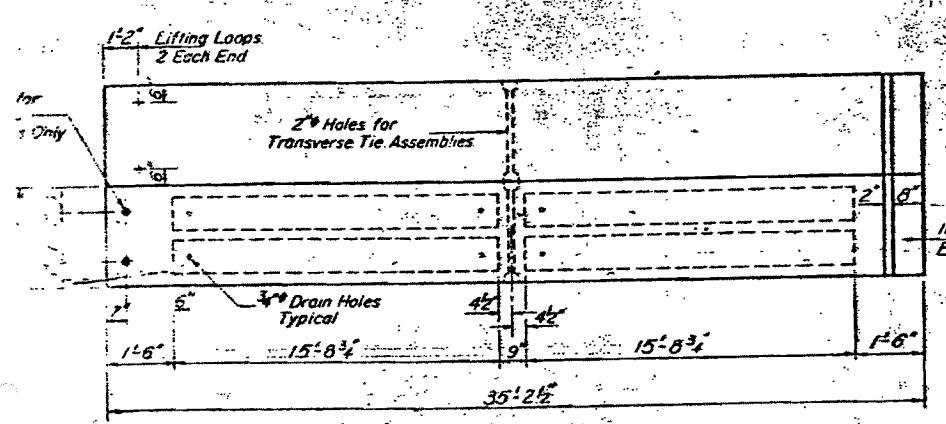 1'-2" Lifting Loops
2 Each End
for
Only
6"
2"ø Holes for
Transverse Tie Assemblies
6"
2" 8"
3/4"ø Drain Holes
Typical
7" 5" 4½" 4½"
1'-6" 15'-8¾" 9" 15'-8¾" 1'-6"
35'-2½"